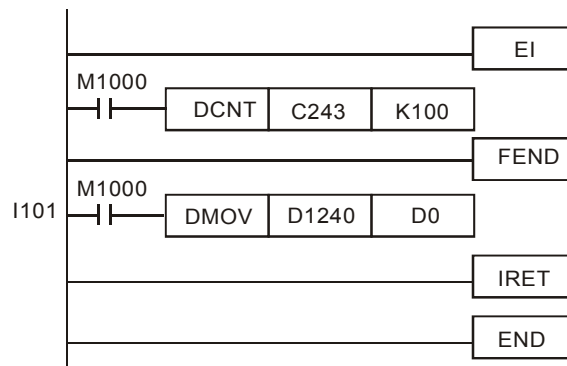 EI
M1000
DCNT C243 K100
FEND
M1000
I101 DMOV D1240 D0
IRET
END